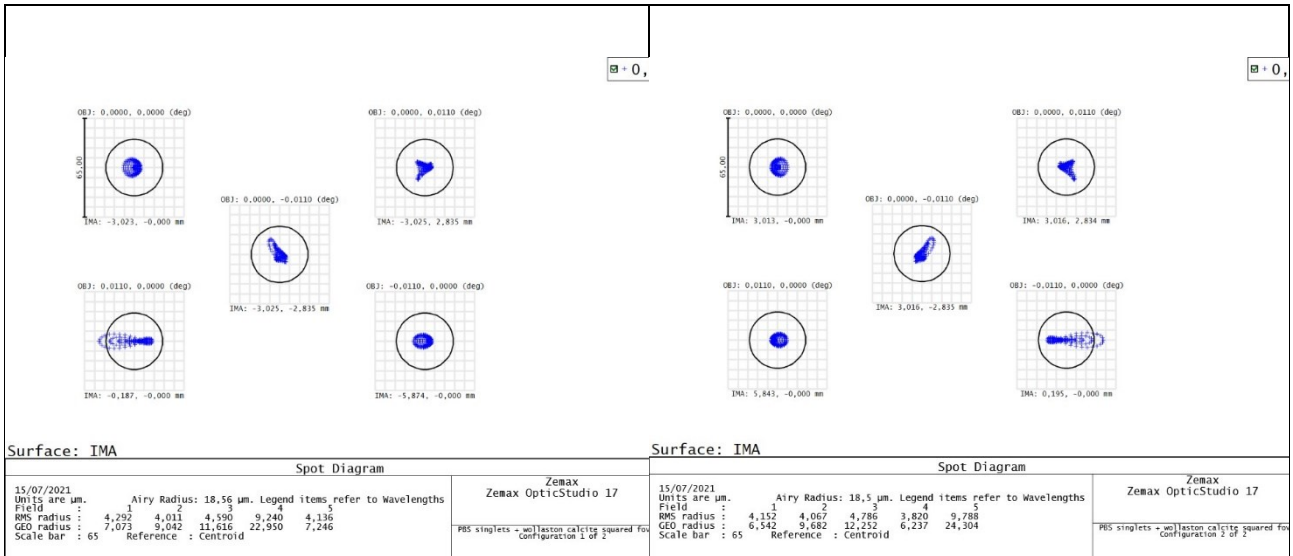 ☑ + 0,
OBJ: 0,0000, 0,0000 (deg)
OBJ: 0,0000, 0,0110 (deg)
65,00
IMA: -3,023, -0,000 mm
IMA: -3,025, 2,835 mm
OBJ: 0,0000, -0,0110 (deg)
IMA: -3,025, -2,835 mm
OBJ: 0,0110, 0,0000 (deg)
OBJ: -0,0110, 0,0000 (deg)
IMA: -0,187, -0,000 mm
IMA: -5,874, -0,000 mm
Surface: IMA
Spot Diagram
15/07/2021
Units are µm. Airy Radius: 18,56 µm. Legend items refer to Wavelengths
Field : 1 2 3 4 5
RMS radius : 4,292 4,011 4,590 9,240 4,136
GEO radius : 7,073 9,042 11,616 22,950 7,246
Scale bar : 65 Reference : Centroid
Zemax
Zemax OpticStudio 17
PBS singlets + wollaston calcite squared fov
Configuration 1 of 2
☑ + 0,
OBJ: 0,0000, 0,0000 (deg)
OBJ: 0,0000, 0,0110 (deg)
65,00
IMA: 3,013, -0,000 mm
IMA: 3,016, 2,834 mm
OBJ: 0,0000, -0,0110 (deg)
IMA: 3,016, -2,835 mm
OBJ: 0,0110, 0,0000 (deg)
OBJ: -0,0110, 0,0000 (deg)
IMA: 5,843, -0,000 mm
IMA: 0,195, -0,000 mm
Surface: IMA
Spot Diagram
15/07/2021
Units are µm. Airy Radius: 18,5 µm. Legend items refer to Wavelengths
Field : 1 2 3 4 5
RMS radius : 4,152 4,067 4,786 3,820 9,788
GEO radius : 6,542 9,682 12,252 6,237 24,304
Scale bar : 65 Reference : Centroid
Zemax
Zemax OpticStudio 17
PBS singlets + wollaston calcite squared fov
Configuration 2 of 2